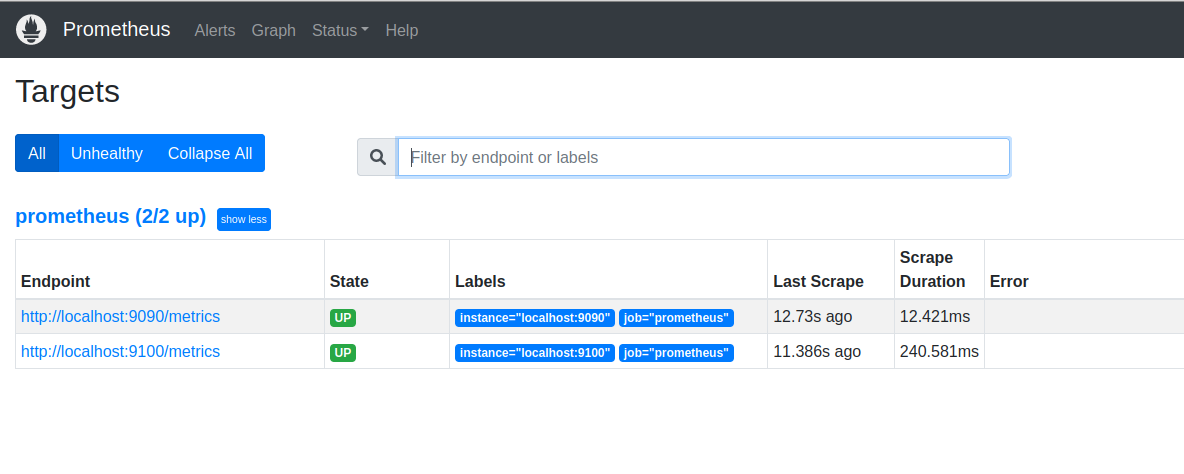 Prometheus Alerts Graph Status Help
Targets
All Unhealthy Collapse All
Filter by endpoint or labels
prometheus (2/2 up) show less
Endpoint State Labels Last Scrape Scrape Duration Error
http://localhost:9090/metrics UP instance="localhost:9090" job="prometheus" 12.73s ago 12.421ms
http://localhost:9100/metrics UP instance="localhost:9100" job="prometheus" 11.386s ago 240.581ms